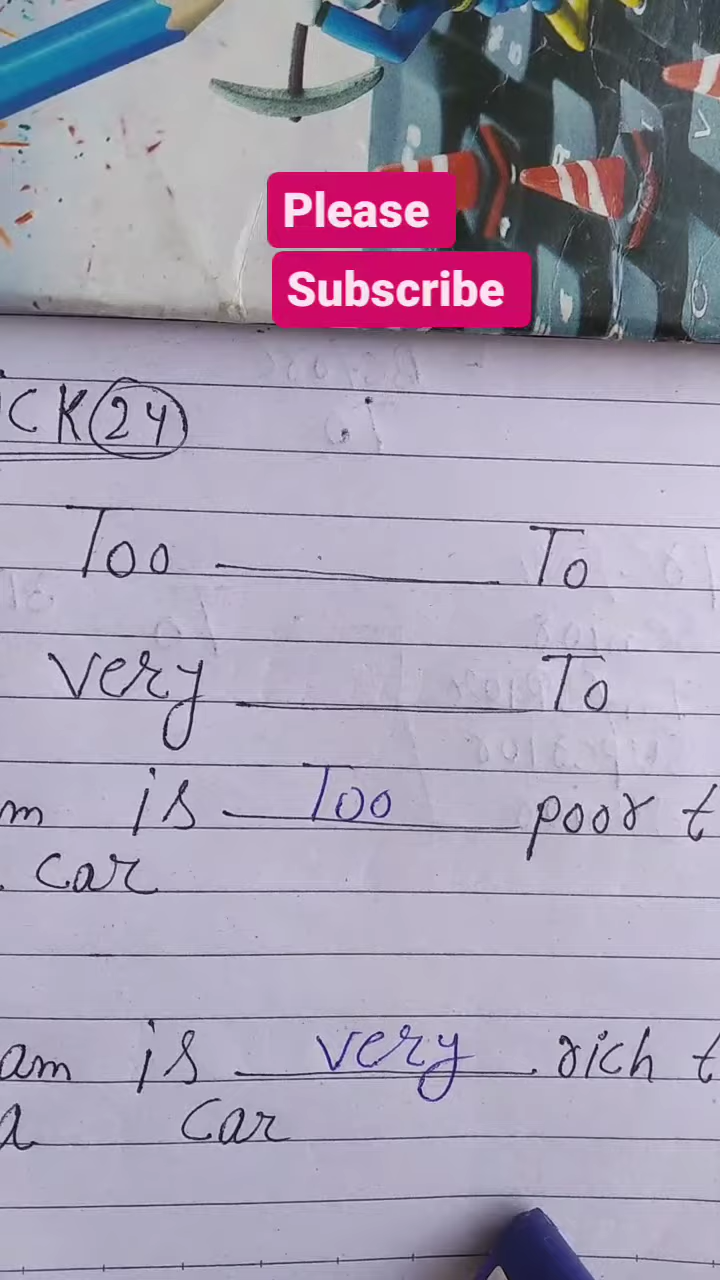 Please
Subscribe
CK 24
Too ______ To
very ______ To
m is Too poor t
car
am is very rich t
a car